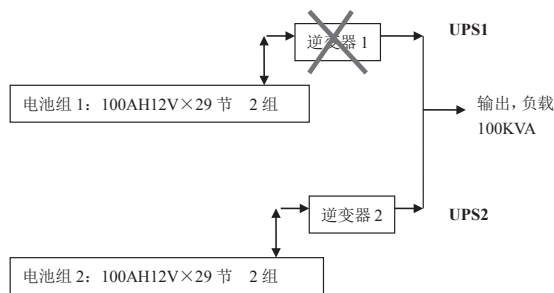 逆变器 1
UPS1
电池组 1：100AH12V×29 节 2 组
输出，负载
100KVA
逆变器 2
UPS2
电池组 2：100AH12V×29 节 2 组